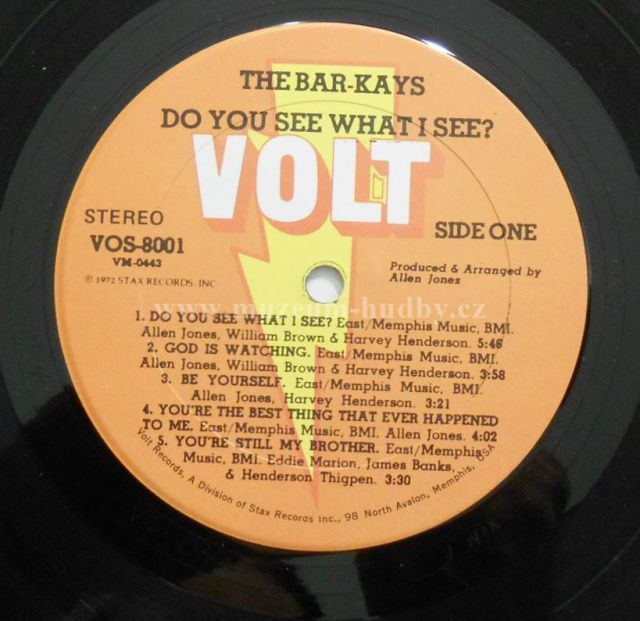 THE BAR-KAYS
DO YOU SEE WHAT I SEE?
VOLT
STEREO
VOS-8001
VM-0443
℗ 1972 STAX RECORDS, INC
SIDE ONE
Produced & Arranged by
Allen Jones
www.muzeum-hudby.cz
1. DO YOU SEE WHAT I SEE? East/Memphis Music, BMI.
Allen Jones, William Brown & Harvey Henderson. 5:46
2. GOD IS WATCHING. East/Memphis Music, BMI.
Allen Jones, William Brown & Harvey Henderson. 3:58
3. BE YOURSELF. East/Memphis Music, BMI.
Allen Jones, Harvey Henderson. 3:21
4. YOU'RE THE BEST THING THAT EVER HAPPENED
TO ME. East/Memphis Music, BMI. Allen Jones. 4:02
5. YOU'RE STILL MY BROTHER. East/Memphis
Music, BMI. Eddie Marion, James Banks,
& Henderson Thigpen. 3:30
Volt Records, A Division of Stax Records Inc., 98 North Avalon, Memphis, USA